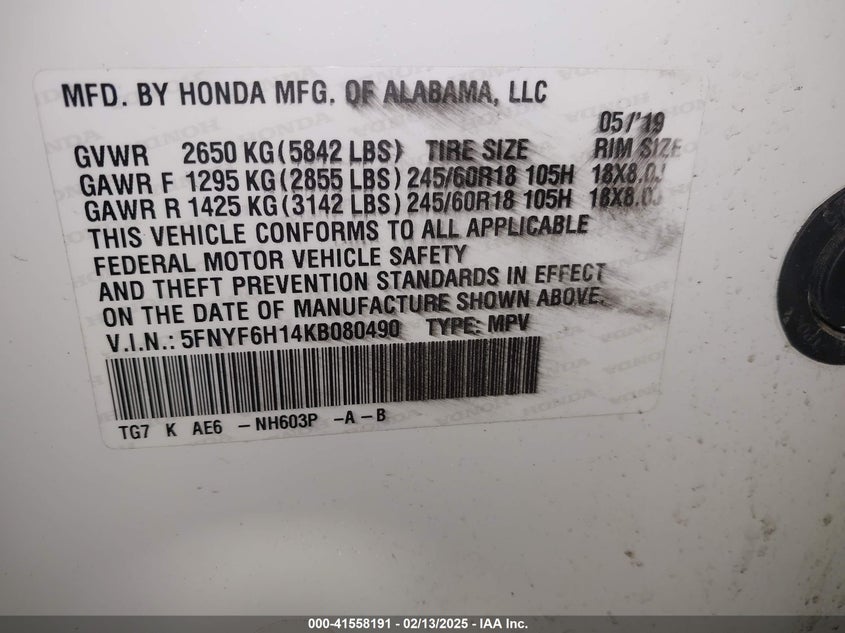 MFD. BY HONDA MFG. OF ALABAMA, LLC
05/'19
GVWR 2650 KG (5842 LBS) TIRE SIZE RIM SIZE
GAWR F 1295 KG (2855 LBS) 245/60R18 105H 18X8.0J
GAWR R 1425 KG (3142 LBS) 245/60R18 105H 18X8.0J
THIS VEHICLE CONFORMS TO ALL APPLICABLE
FEDERAL MOTOR VEHICLE SAFETY
AND THEFT PREVENTION STANDARDS IN EFFECT
ON THE DATE OF MANUFACTURE SHOWN ABOVE.
V.I.N.: 5FNYF6H14KB080490 TYPE: MPV
TG7 K AE6 - NH603P - A - B
000-41558191 - 02/13/2025 - IAA Inc.